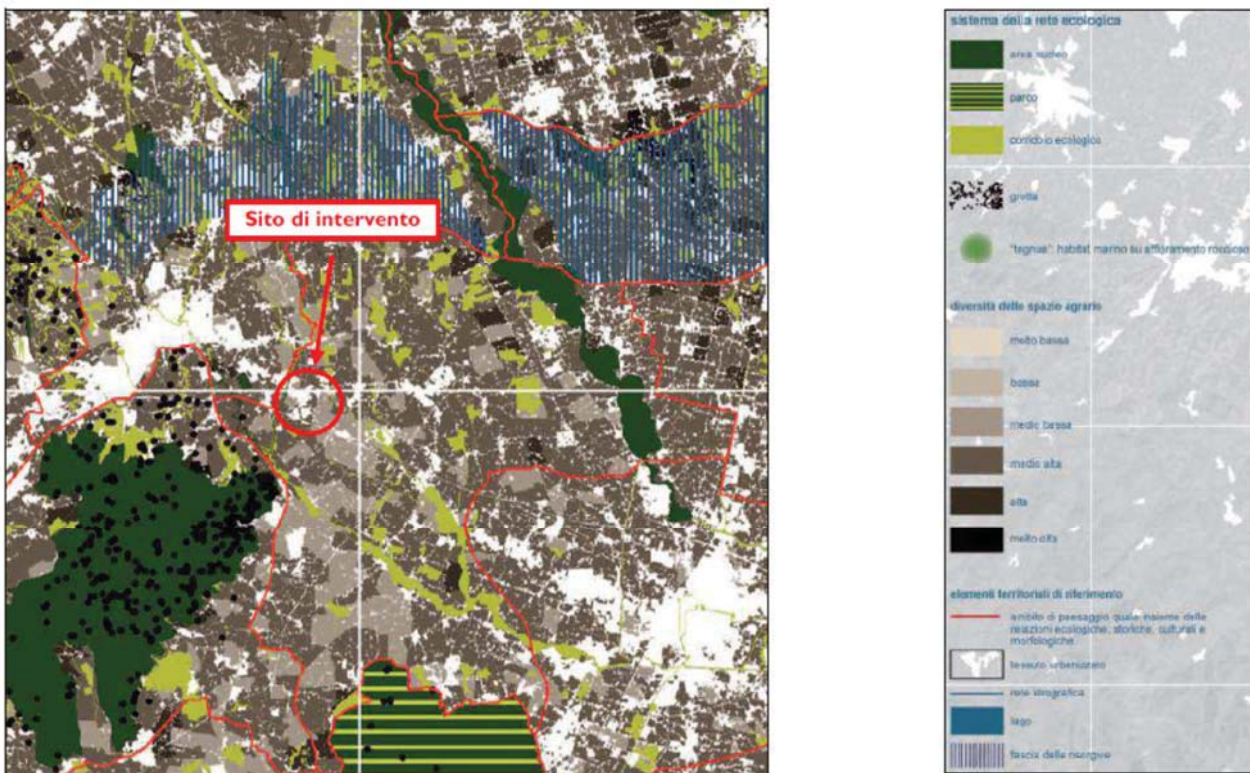 Sito di intervento
sistema della rete ecologica
area nucleo
parco
corridoio ecologico
grotta
"tegnùe": habitat marino su affioramento roccioso
diversità dello spazio agrario
molto bassa
bassa
medio bassa
medio alta
alta
molto alta
elementi territoriali di riferimento
ambito di paesaggio quale insieme delle
relazioni ecologiche, storiche, culturali e
morfologiche
tessuto urbanizzato
rete idrografica
lago
fascia delle risorgive